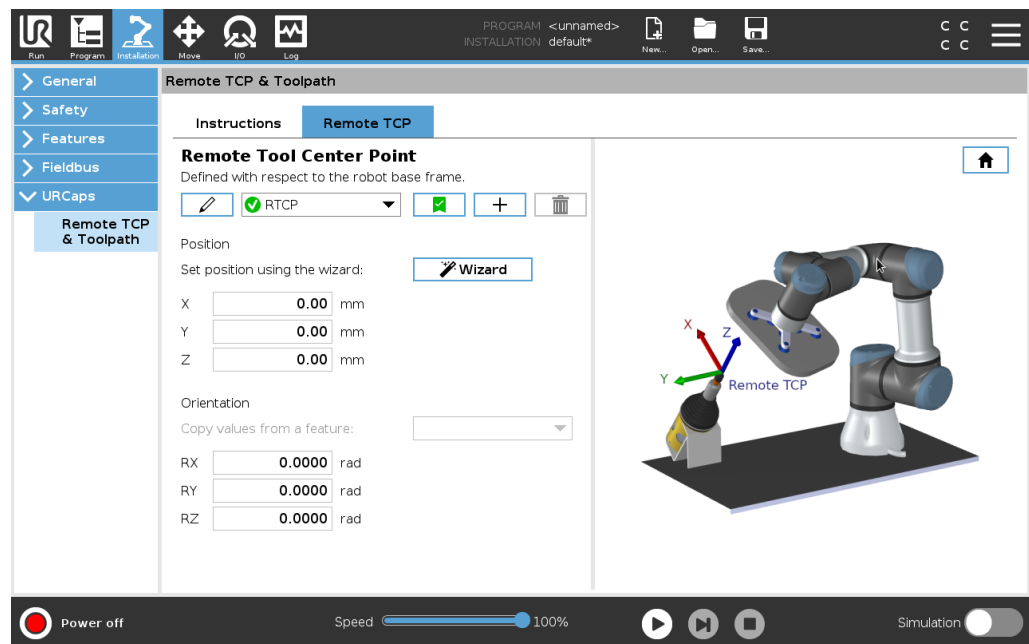 UR
PROGRAM <unnamed>
INSTALLATION default*
C C
C C
Run Program Installation Move I/O Log New... Open... Save...
General
Safety
Features
Fieldbus
URCaps
Remote TCP
& Toolpath
Remote TCP & Toolpath
Instructions Remote TCP
Remote Tool Center Point
Defined with respect to the robot base frame.
RTCP
Position
Set position using the wizard: Wizard
X 0.00 mm
Y 0.00 mm
Z 0.00 mm
Orientation
Copy values from a feature:
RX 0.0000 rad
RY 0.0000 rad
RZ 0.0000 rad
X Z
Y Remote TCP
Power off Speed 100% Simulation